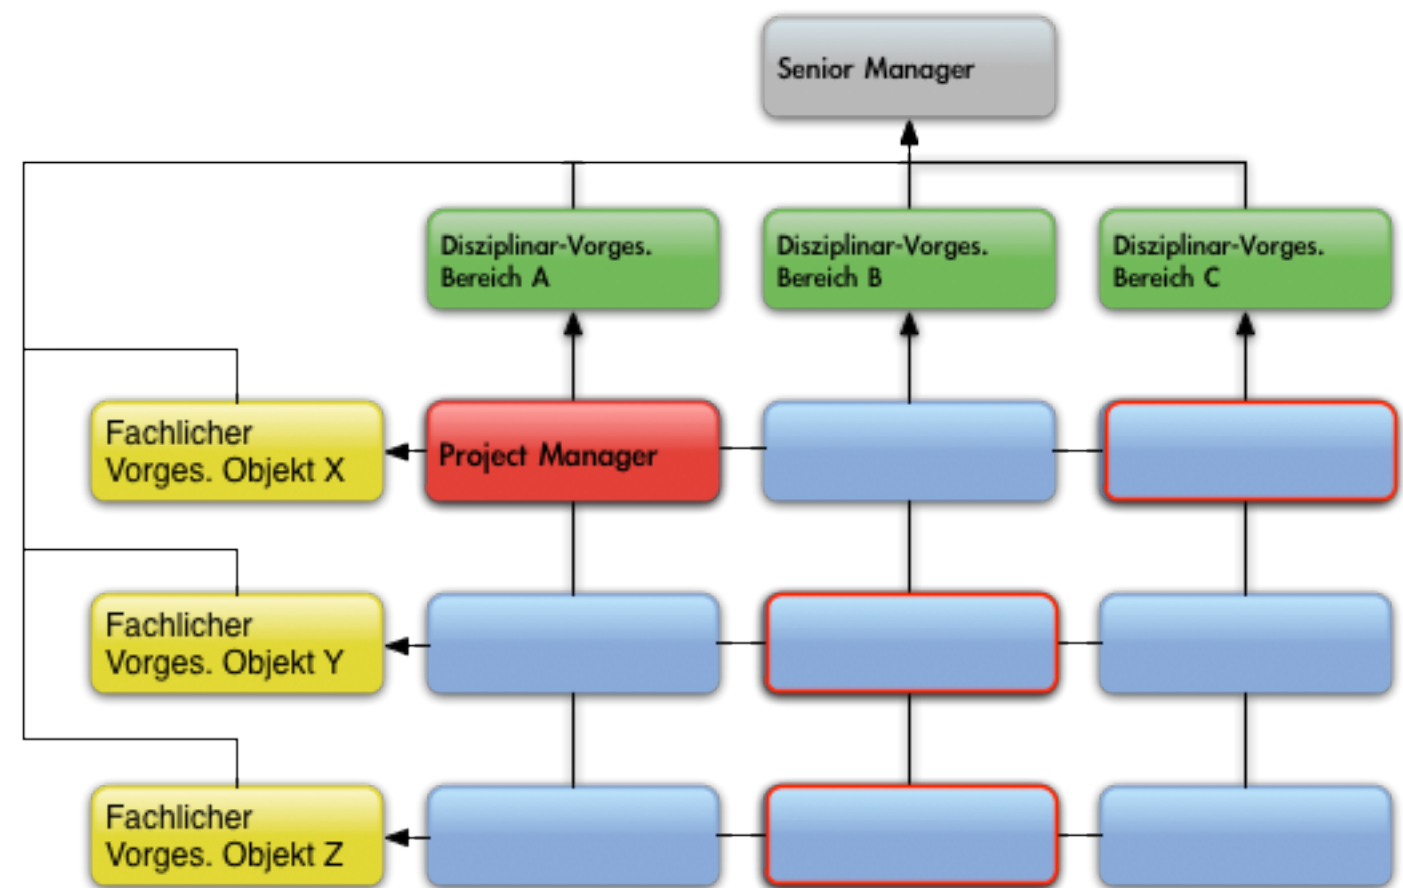 Senior Manager
Disziplinar-Vorges.
Bereich A
Disziplinar-Vorges.
Bereich B
Disziplinar-Vorges.
Bereich C
Fachlicher
Vorges. Objekt X
Project Manager
Fachlicher
Vorges. Objekt Y
Fachlicher
Vorges. Objekt Z